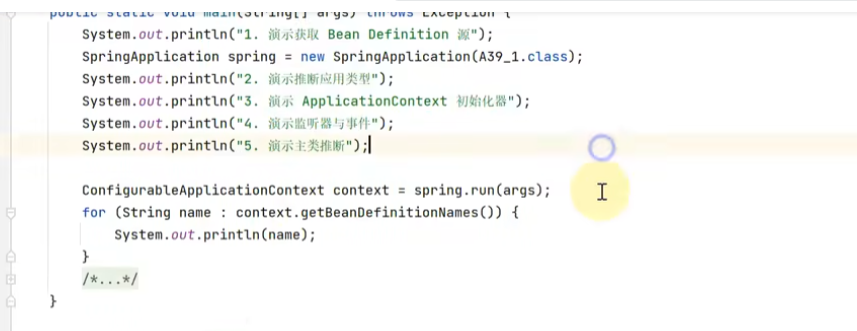 public static void main(String[] args) throws Exception {
System.out.println("1. 演示获取 Bean Definition 源");
SpringApplication spring = new SpringApplication(A39_1.class);
System.out.println("2. 演示推断应用类型");
System.out.println("3. 演示 ApplicationContext 初始化器");
System.out.println("4. 演示监听器与事件");
System.out.println("5. 演示主类推断");
ConfigurableApplicationContext context = spring.run(args);
for (String name : context.getBeanDefinitionNames()) {
System.out.println(name);
}
/*...*/
}